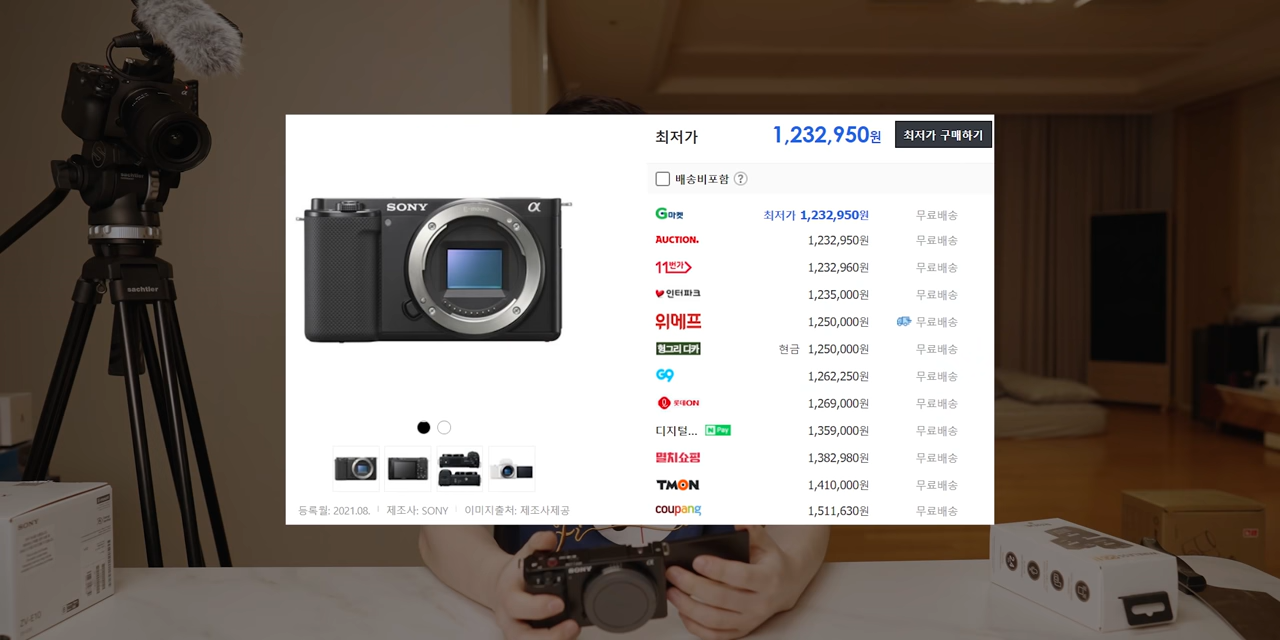 최저가 1,232,950원 최저가 구매하기
배송비포함 ?
G마켓 최저가 1,232,950원 무료배송
AUCTION. 1,232,950원 무료배송
11번가 1,232,960원 무료배송
인터파크 1,235,000원 무료배송
위메프 1,250,000원 무료배송
헝그리 디카 현금 1,250,000원 무료배송
G9 1,262,250원 무료배송
롯데ON 1,269,000원 무료배송
디지털... N Pay 1,359,000원 무료배송
멸치쇼핑 1,382,980원 무료배송
TMON 1,410,000원 무료배송
coupang 1,511,630원 무료배송
SONY α
등록월: 2021.08. 제조사: SONY 이미지출처: 제조사제공
sachtler
sachtler
SONY
ZV-E10
SONY α